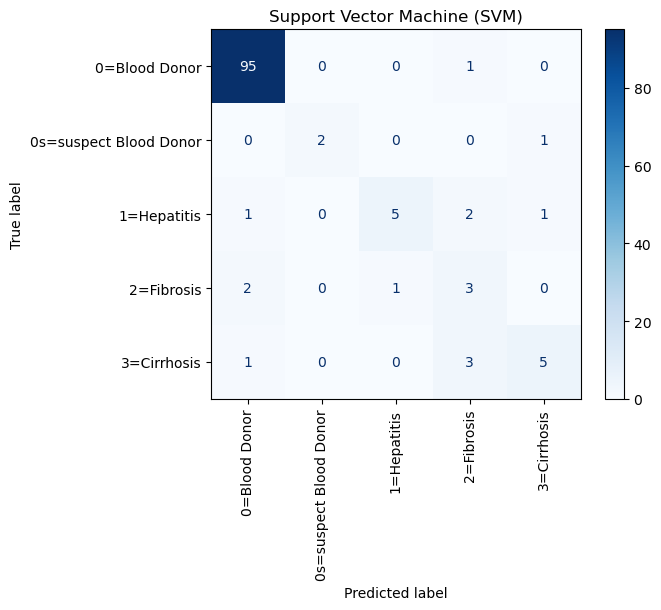 Support Vector Machine (SVM)
True label
0=Blood Donor 95 0 0 1 0
0s=suspect Blood Donor 0 2 0 0 1
1=Hepatitis 1 0 5 2 1
2=Fibrosis 2 0 1 3 0
3=Cirrhosis 1 0 0 3 5
0=Blood Donor
0s=suspect Blood Donor
1=Hepatitis
2=Fibrosis
3=Cirrhosis
Predicted label
80
60
40
20
0